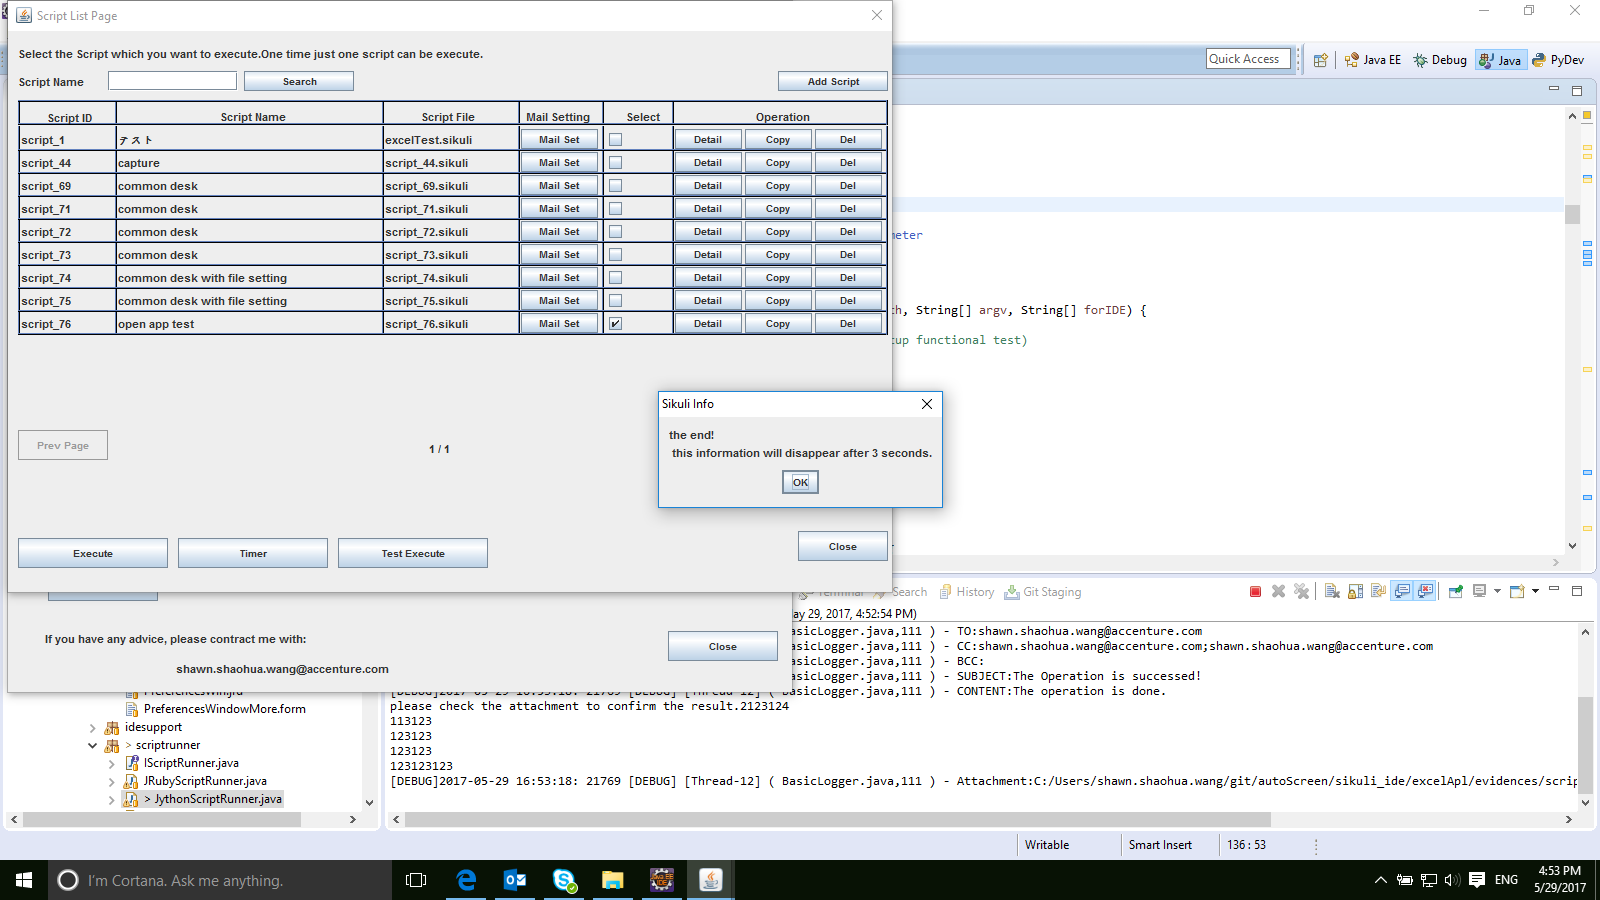 Script List Page
Select the Script which you want to execute.One time just one script can be execute.
Script Name Search Add Script
Script ID Script Name Script File Mail Setting Select Operation
script_1 テスト excelTest.sikuli Mail Set Detail Copy Del
script_44 capture script_44.sikuli Mail Set Detail Copy Del
script_69 common desk script_69.sikuli Mail Set Detail Copy Del
script_71 common desk script_71.sikuli Mail Set Detail Copy Del
script_72 common desk script_72.sikuli Mail Set Detail Copy Del
script_73 common desk script_73.sikuli Mail Set Detail Copy Del
script_74 common desk with file setting script_74.sikuli Mail Set Detail Copy Del
script_75 common desk with file setting script_75.sikuli Mail Set Detail Copy Del
script_76 open app test script_76.sikuli Mail Set Detail Copy Del
Prev Page 1 / 1
Execute Timer Test Execute Close
Sikuli Info
the end!
this information will disappear after 3 seconds.
OK
If you have any advice, please contract me with:
shawn.shaohua.wang@accenture.com
Close
Quick Access Java EE Debug Java PyDev
meter
h, String[] argv, String[] forIDE) {
up functional test)
Terminal Search History Git Staging
ay 29, 2017, 4:52:54 PM)
asicLogger.java,111 ) - TO:shawn.shaohua.wang@accenture.com
asicLogger.java,111 ) - CC:shawn.shaohua.wang@accenture.com;shawn.shaohua.wang@accenture.com
asicLogger.java,111 ) - BCC:
asicLogger.java,111 ) - SUBJECT:The Operation is successed!
[DEBUG]2017-05-29 16:53:18: 21769 [DEBUG] [Thread-12] ( BasicLogger.java,111 ) - CONTENT:The operation is done.
please check the attachment to confirm the result.2123124
113123
123123
123123
123123123
[DEBUG]2017-05-29 16:53:18: 21769 [DEBUG] [Thread-12] ( BasicLogger.java,111 ) - Attachment:C:/Users/shawn.shaohua.wang/git/autoScreen/sikuli_ide/excelApl/evidences/scrip
PreferencesWindowMore.form
idesupport
> scriptrunner
IScriptRunner.java
JRubyScriptRunner.java
> JythonScriptRunner.java
Writable Smart Insert 136 : 53
I'm Cortana. Ask me anything.
ENG
4:53 PM
5/29/2017